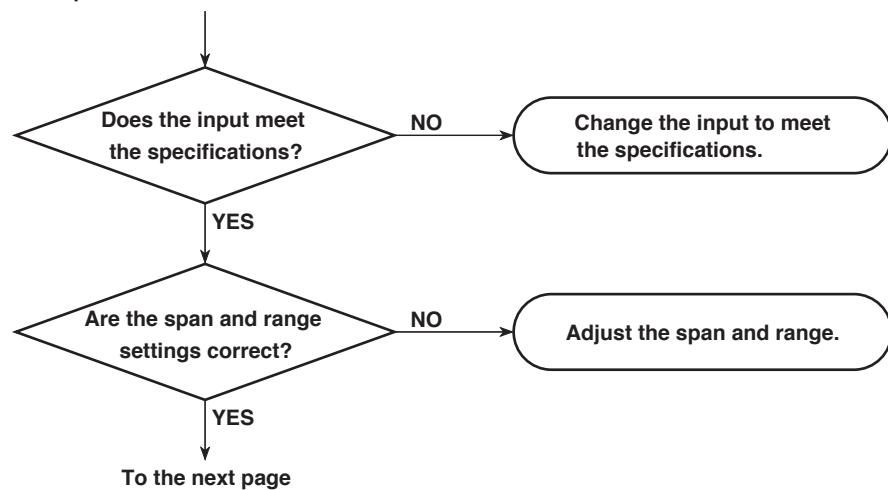 Does the input meet
the specifications?
NO
Change the input to meet
the specifications.
YES
Are the span and range
settings correct?
NO
Adjust the span and range.
YES
To the next page